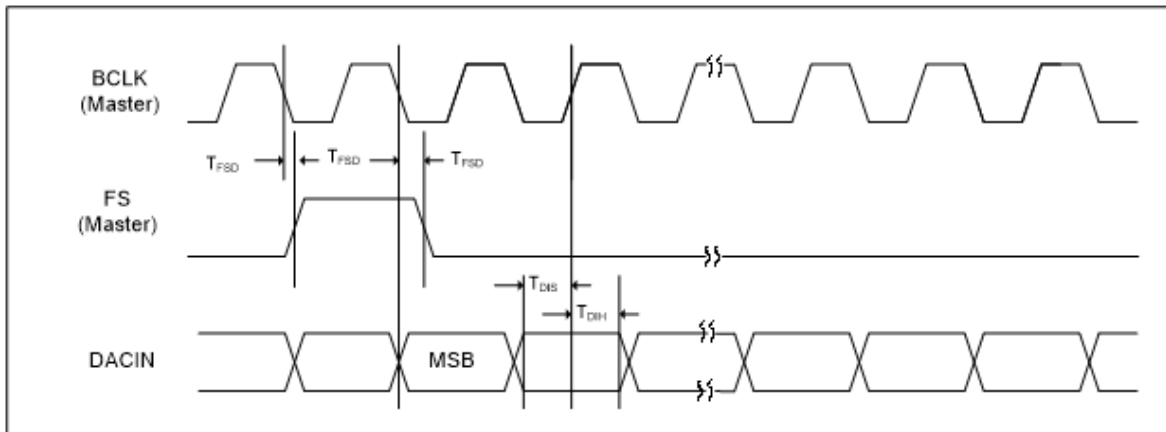 BCLK
(Master)
TFSD
TFSD
TFSD
FS
(Master)
TDIS
TDIH
DACIN
MSB